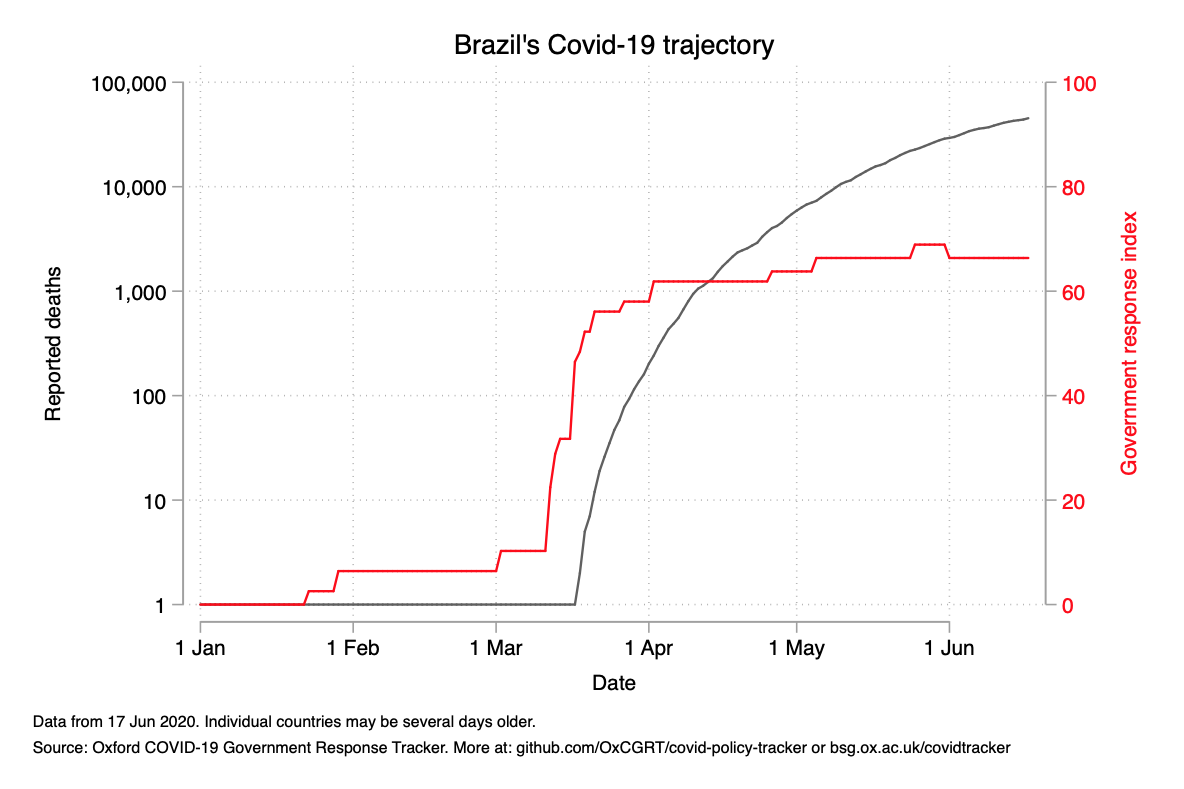 Brazil's Covid-19 trajectory
100,000
10,000
1,000
100
10
1
Reported deaths
100
80
60
40
20
0
Government response index
1 Jan
1 Feb
1 Mar
1 Apr
1 May
1 Jun
Date
Data from 17 Jun 2020. Individual countries may be several days older.
Source: Oxford COVID-19 Government Response Tracker. More at: github.com/OxCGRT/covid-policy-tracker or bsg.ox.ac.uk/covidtracker